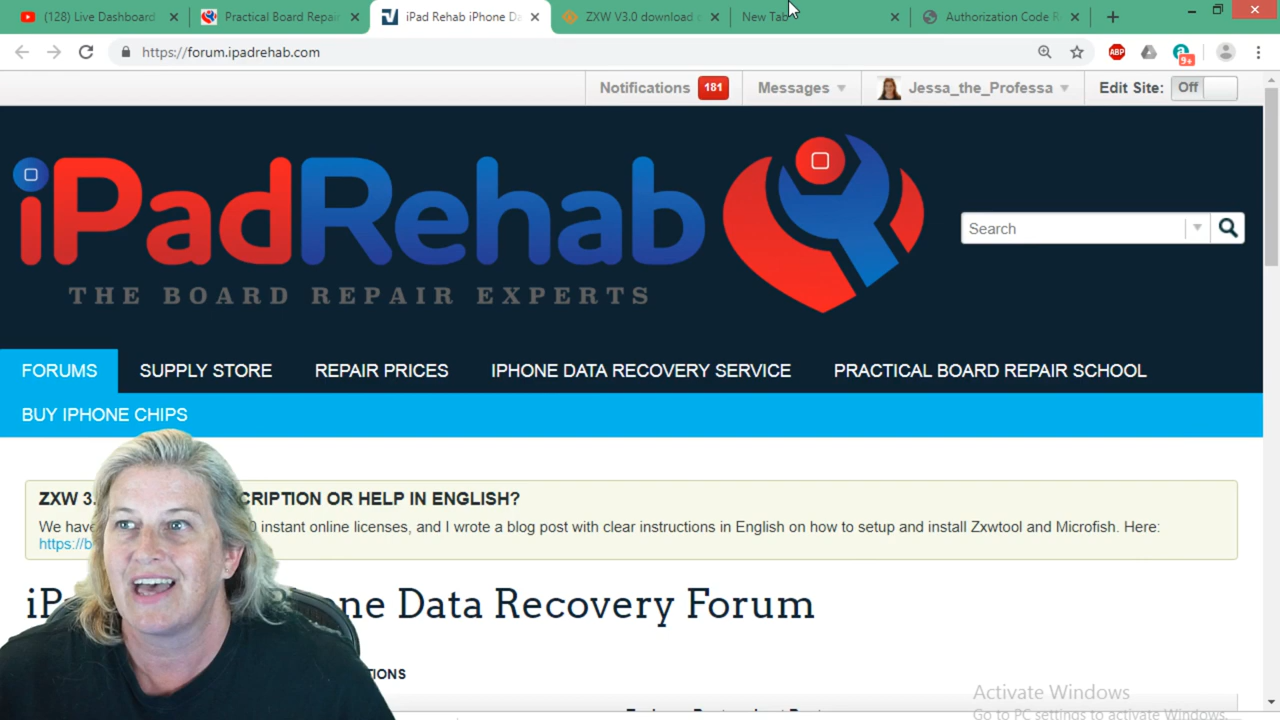 (128) Live Dashboard
Practical Board Repair
iPad Rehab iPhone Da
ZXW V3.0 download
New Tab
Authorization Code R
https://forum.ipadrehab.com
ABP
9+
Notifications 181 Messages Jessa_the_Professa Edit Site: Off
iPadRehab
THE BOARD REPAIR EXPERTS
Search
FORUMS SUPPLY STORE REPAIR PRICES IPHONE DATA RECOVERY SERVICE PRACTICAL BOARD REPAIR SCHOOL
BUY IPHONE CHIPS
ZXW 3. CRIPTION OR HELP IN ENGLISH?
We have 0 instant online licenses, and I wrote a blog post with clear instructions in English on how to setup and install Zxwtool and Microfish. Here:
https://b
iP ne Data Recovery Forum
IONS
Activate Windows
Go to PC settings to activate Windows.